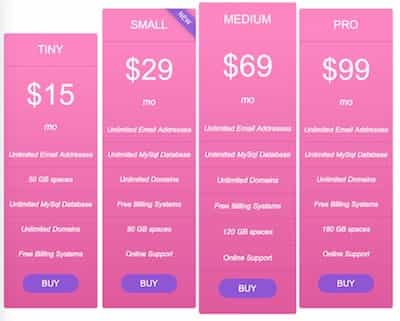 TINY
$15
mo
Unlimited Email Addresses
50 GB spaces
Unlimited MySql Database
Unlimited Domains
Free Billing Systems
BUY
SMALL
NEW
$29
mo
Unlimited Email Addresses
Unlimited MySql Database
Unlimited Domains
Free Billing Systems
80 GB spaces
Online Support
BUY
MEDIUM
$69
mo
Unlimited Email Addresses
Unlimited MySql Database
Unlimited Domains
Free Billing Systems
120 GB spaces
Online Support
BUY
PRO
$99
mo
Unlimited Email Addresses
Unlimited MySql Database
Unlimited Domains
Free Billing Systems
180 GB spaces
Online Support
BUY